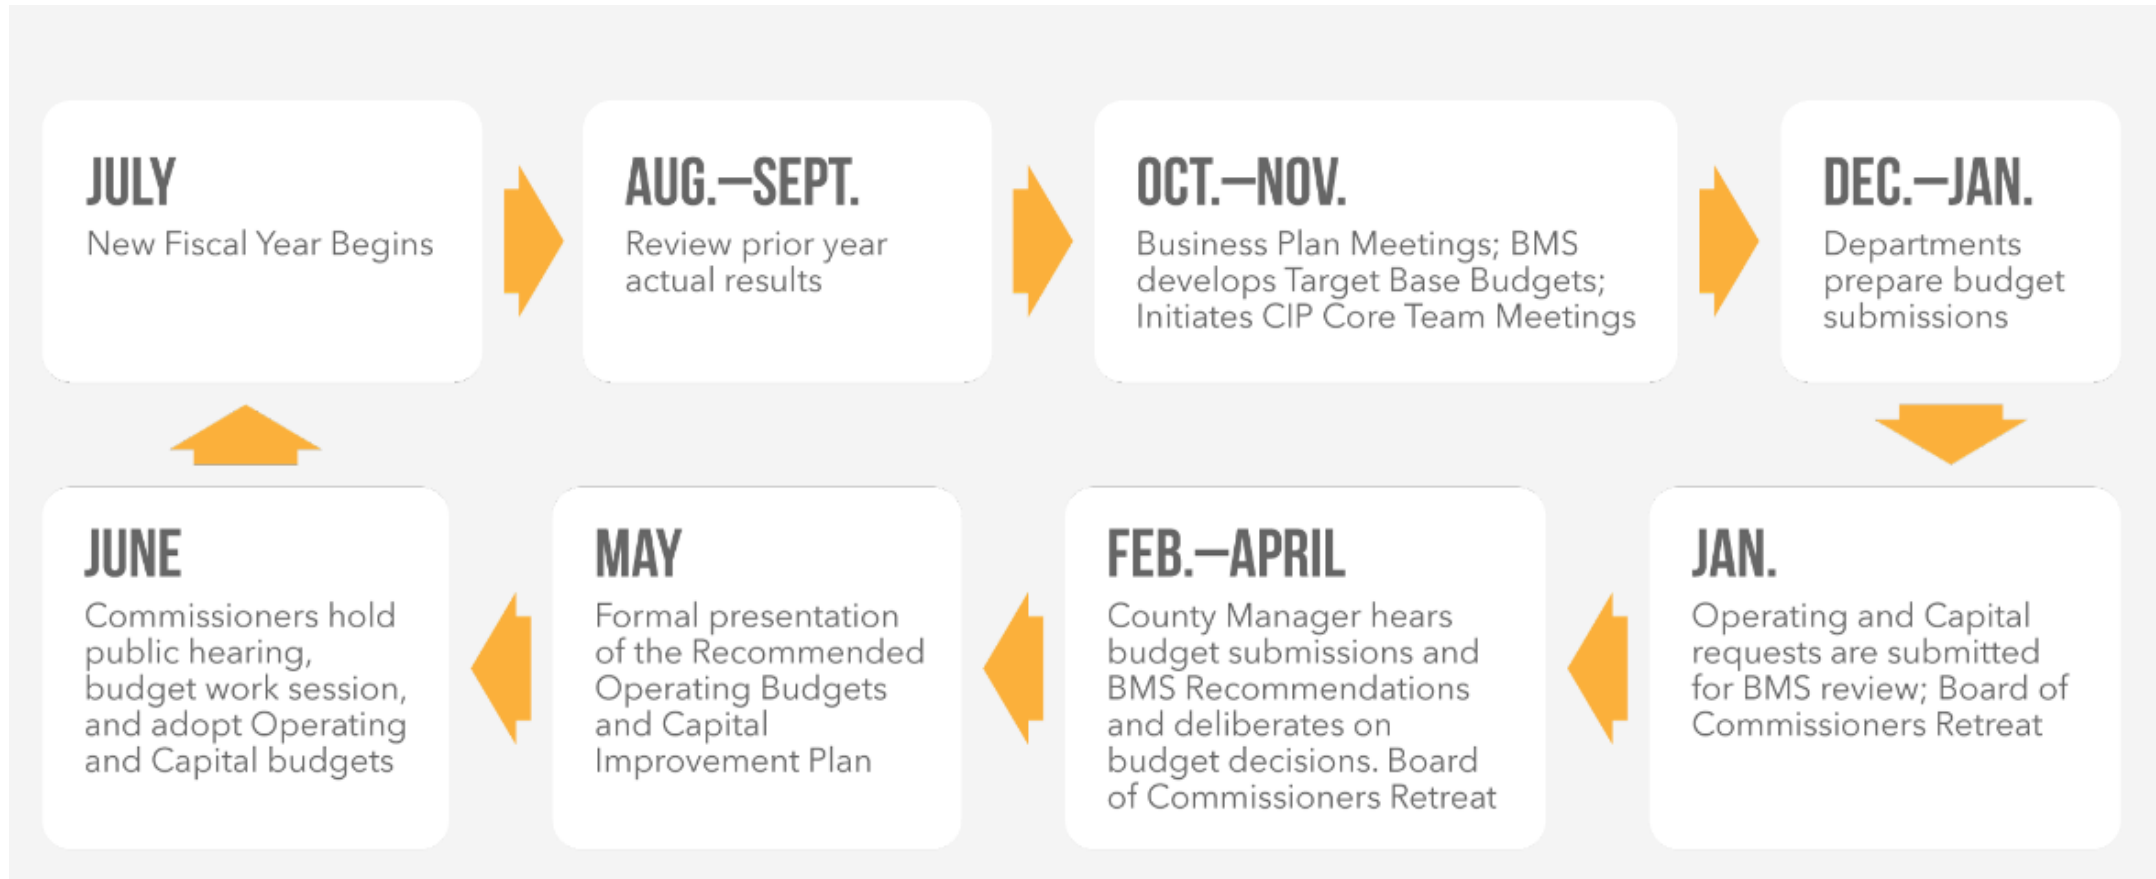 JULY
New Fiscal Year Begins
AUG.–SEPT.
Review prior year
actual results
OCT.–NOV.
Business Plan Meetings; BMS
develops Target Base Budgets;
Initiates CIP Core Team Meetings
DEC.–JAN.
Departments
prepare budget
submissions
JAN.
Operating and Capital
requests are submitted
for BMS review; Board of
Commissioners Retreat
FEB.–APRIL
County Manager hears
budget submissions and
BMS Recommendations
and deliberates on
budget decisions. Board
of Commissioners Retreat
MAY
Formal presentation
of the Recommended
Operating Budgets
and Capital
Improvement Plan
JUNE
Commissioners hold
public hearing,
budget work session,
and adopt Operating
and Capital budgets